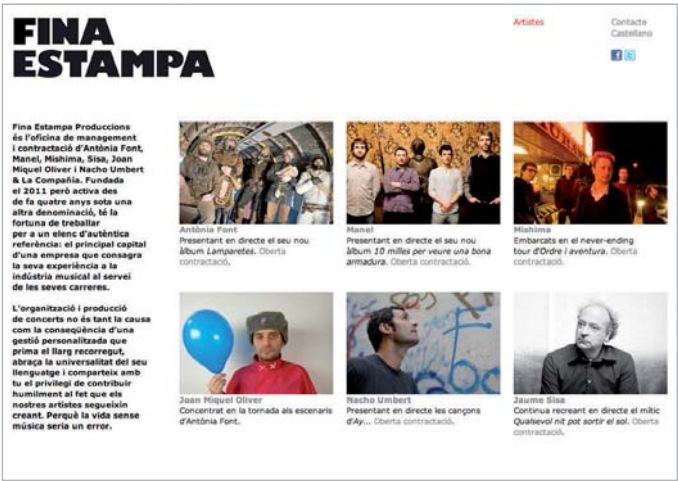 FINA
ESTAMPA
Artistes
Contacte
Castellano
Fina Estampa Produccions
és l'oficina de management
i contractació d'Antònia Font,
Manel, Mishima, Sisa, Joan
Miquel Oliver i Nacho Umbert
& La Compañía. Fundada
el 2011 però activa des
de fa quatre anys sota una
altra denominació, té la
fortuna de treballar
per a un elenc d'autèntica
referència: el principal capital
d'una empresa que consagra
la seva experiència a la
indústria musical al servei
de les seves carreres.
L'organització i producció
de concerts no és tant la causa
com la conseqüència d'una
gestió personalitzada que
prima el llarg recorregut,
abraça la universalitat del seu
llenguatge i comparteix amb
tu el privilegi de contribuir
humilment al fet que els
nostres artistes segueixin
creant. Perquè la vida sense
música seria un error.
Antònia Font
Presentant en directe el seu nou
àlbum Lamparetes. Oberta
contractació.
Manel
Presentant en directe el seu nou
àlbum 10 milles per veure una bona
armadura. Oberta contractació.
Mishima
Embarcats en el never-ending
tour d'Ordre i aventura. Oberta
contractació.
Joan Miquel Oliver
Concentrat en la tornada als escenaris
d'Antònia Font.
Nacho Umbert
Presentant en directe les cançons
d'Ay... Oberta contractació.
Jaume Sisa
Continua recreant en directe el mític
Qualsevol nit pot sortir el sol. Oberta
contractació.